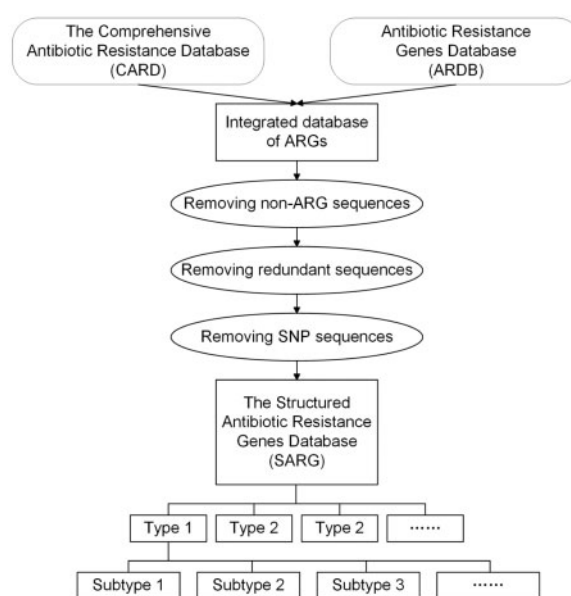 The Comprehensive
Antibiotic Resistance Database
(CARD)
Antibiotic Resistance
Genes Database
(ARDB)
Integrated database
of ARGs
Removing non-ARG sequences
Removing redundant sequences
Removing SNP sequences
The Structured
Antibiotic Resistance
Genes Database
(SARG)
Type 1
Type 2
Type 2
······
Subtype 1
Subtype 2
Subtype 3
······